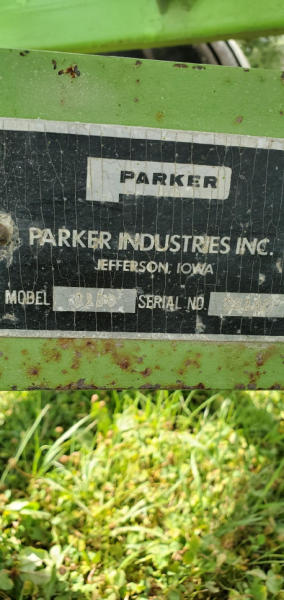 PARKER
PARKER INDUSTRIES INC.
JEFFERSON, IOWA
MODEL SERIAL NO.